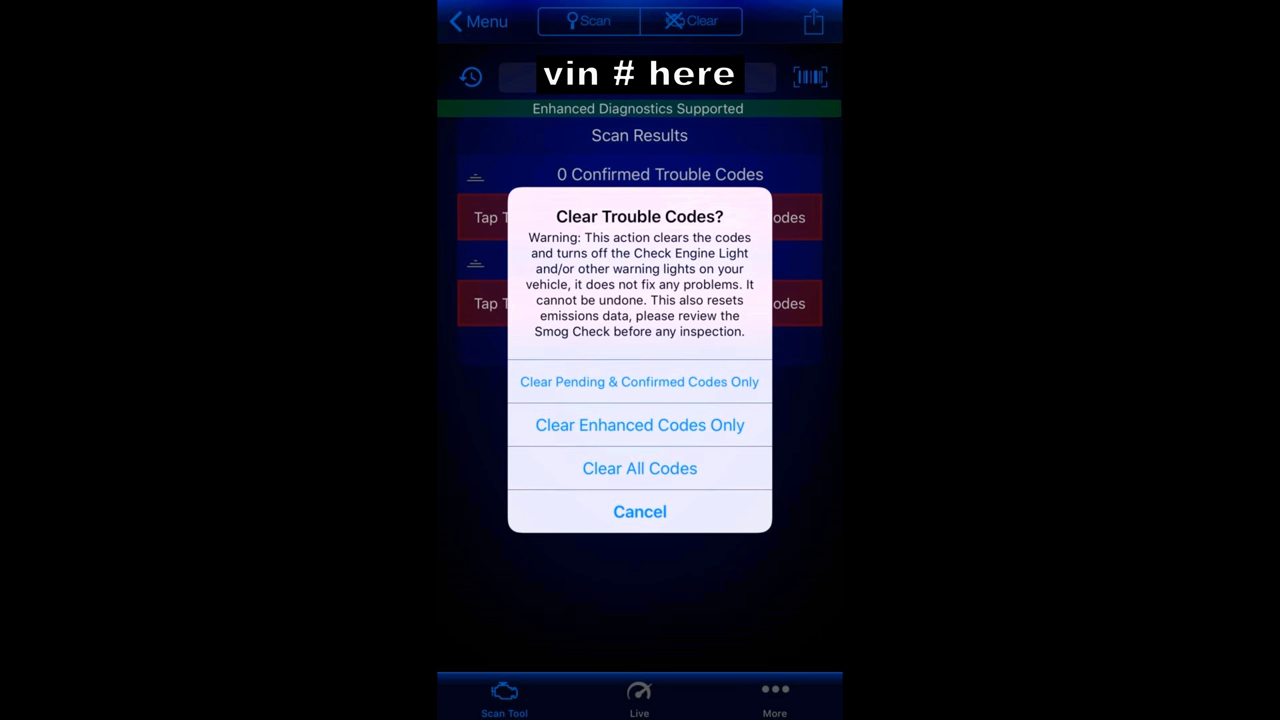 Menu
Scan
Clear
vin # here
Enhanced Diagnostics Supported
Scan Results
0 Confirmed Trouble Codes
Tap
odes
Clear Trouble Codes?
Warning: This action clears the codes
and turns off the Check Engine Light
and/or other warning lights on your
vehicle, it does not fix any problems. It
cannot be undone. This also resets
emissions data, please review the
Smog Check before any inspection.
Tap
odes
Clear Pending & Confirmed Codes Only
Clear Enhanced Codes Only
Clear All Codes
Cancel
Scan Tool
Live
More